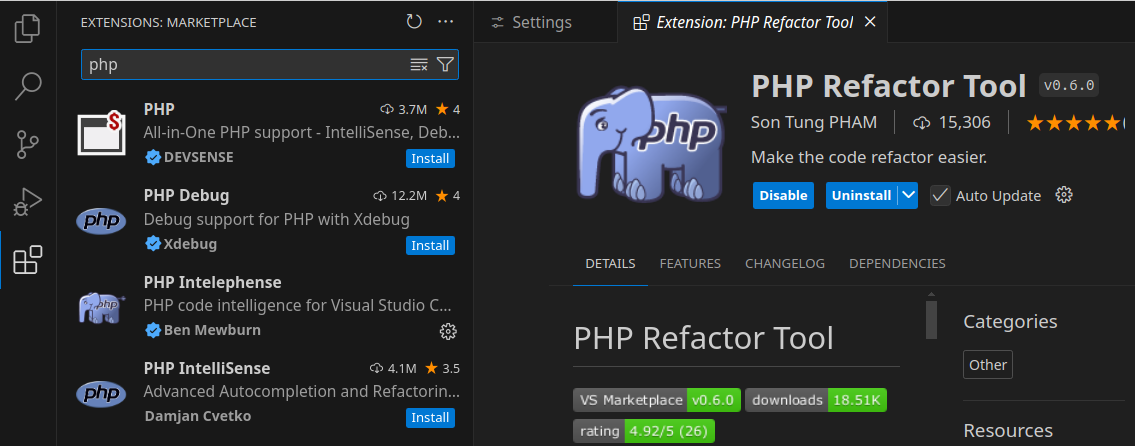 EXTENSIONS: MARKETPLACE
php
PHP 3.7M 4
All-in-One PHP support - IntelliSense, Deb...
DEVSENSE Install
PHP Debug 12.2M 4
Debug support for PHP with Xdebug
Xdebug Install
PHP Intelephense
PHP code intelligence for Visual Studio C...
Ben Mewburn
PHP IntelliSense 4.1M 3.5
Advanced Autocompletion and Refactorin...
Damjan Cvetko Install
Settings Extension: PHP Refactor Tool
PHP Refactor Tool v0.6.0
Son Tung PHAM 15,306
Make the code refactor easier.
Disable Uninstall Auto Update
DETAILS FEATURES CHANGELOG DEPENDENCIES
PHP Refactor Tool
VS Marketplace v0.6.0 downloads 18.51K
rating 4.92/5 (26)
Categories
Other
Resources
php
php
php
php